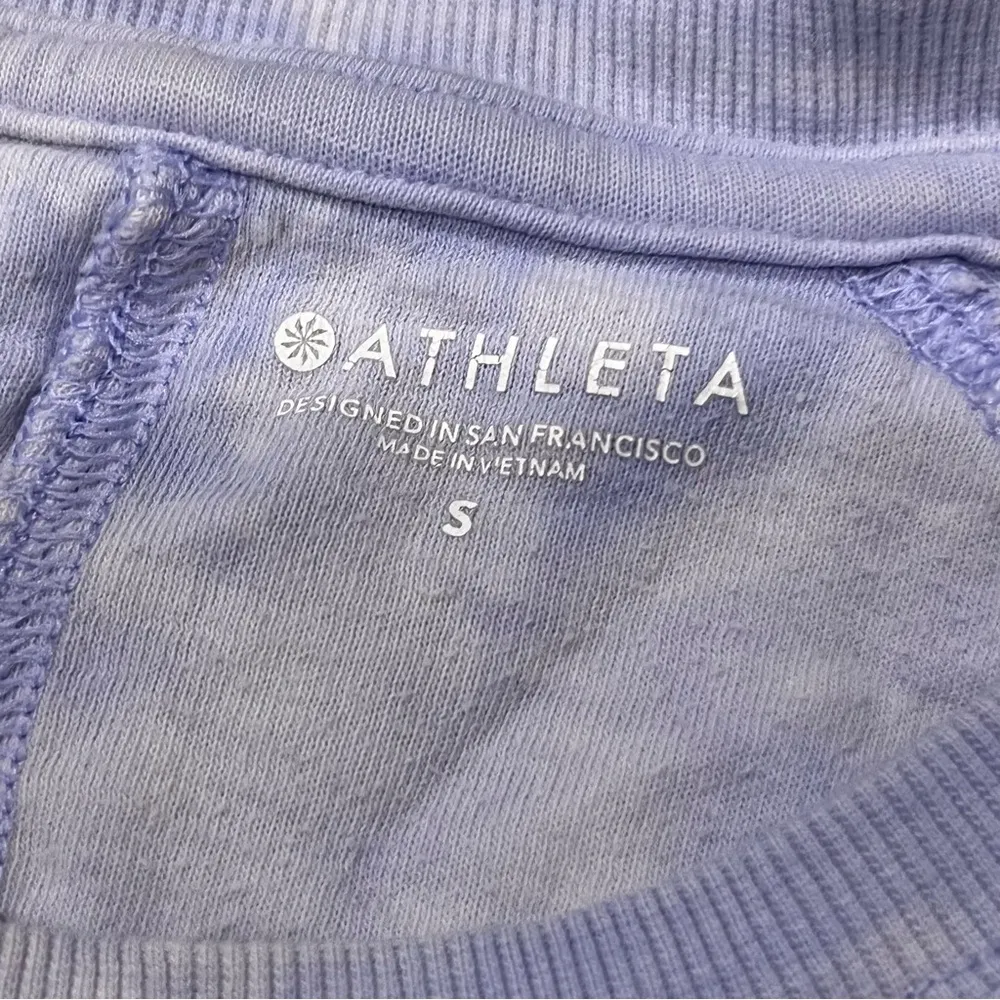 ATHLETA
DESIGNED IN SAN FRANCISCO
MADE IN VIETNAM
S